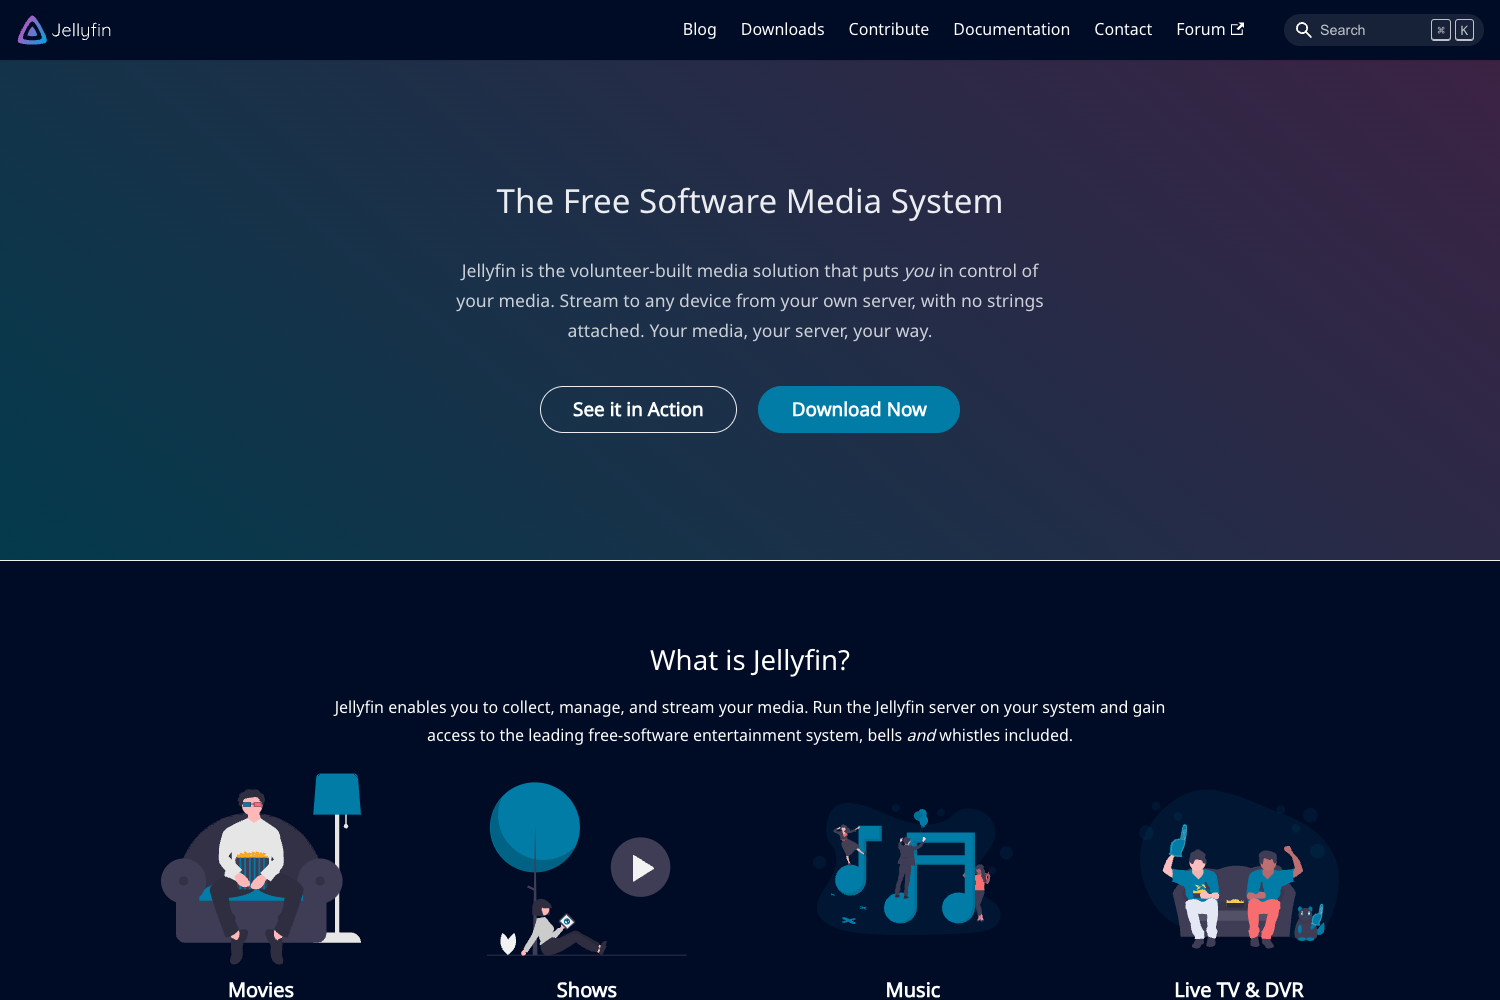 Jellyfin
Blog
Downloads
Contribute
Documentation
Contact
Forum
Search
⌘ K
The Free Software Media System
Jellyfin is the volunteer-built media solution that puts you in control of
your media. Stream to any device from your own server, with no strings
attached. Your media, your server, your way.
See it in Action
Download Now
What is Jellyfin?
Jellyfin enables you to collect, manage, and stream your media. Run the Jellyfin server on your system and gain
access to the leading free-software entertainment system, bells and whistles included.
Movies
Shows
Music
Live TV & DVR